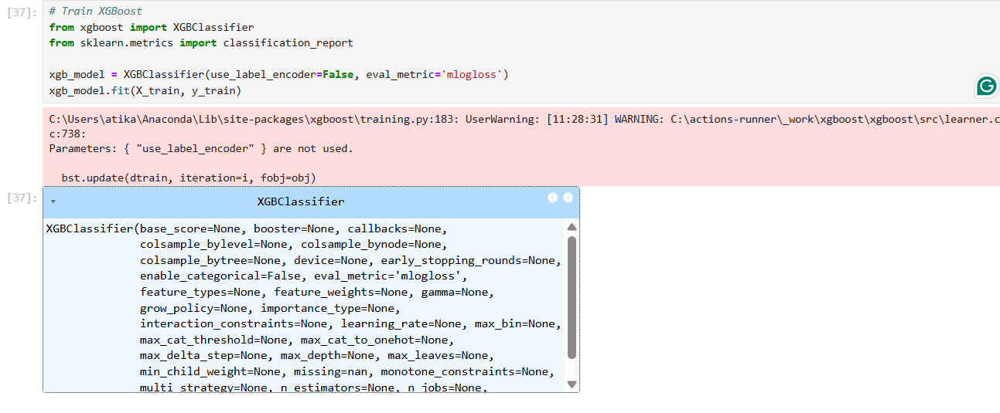 [37]:
# Train XGBoost
from xgboost import XGBClassifier
from sklearn.metrics import classification_report
xgb_model = XGBClassifier(use_label_encoder=False, eval_metric='mlogloss')
xgb_model.fit(X_train, y_train)
C:\Users\atika\Anaconda\Lib\site-packages\xgboost\training.py:183: UserWarning: [11:28:31] WARNING: C:\actions-runner\_work\xgboost\xgboost\src\learner.c
c:738:
Parameters: { "use_label_encoder" } are not used.
bst.update(dtrain, iteration=i, fobj=obj)
[37]:
XGBClassifier
i ?
XGBClassifier(base_score=None, booster=None, callbacks=None,
colsample_bylevel=None, colsample_bynode=None,
colsample_bytree=None, device=None, early_stopping_rounds=None,
enable_categorical=False, eval_metric='mlogloss',
feature_types=None, feature_weights=None, gamma=None,
grow_policy=None, importance_type=None,
interaction_constraints=None, learning_rate=None, max_bin=None,
max_cat_threshold=None, max_cat_to_onehot=None,
max_delta_step=None, max_depth=None, max_leaves=None,
min_child_weight=None, missing=nan, monotone_constraints=None,
multi_strategy=None, n_estimators=None, n_jobs=None,